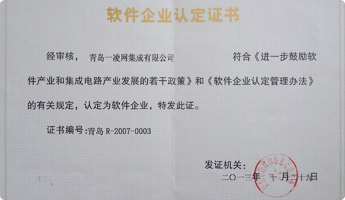 软件企业认定证书
经审核，青岛一凌网集成有限公司 符合《进一步鼓励软
件产业和集成电路产业发展的若干政策》和《软件企业认定管理办法》
的有关规定，认定为软件企业，特发此证。
证书编号：青岛 R-2007-0003
发证机关：
二〇一三年 十月 二十九日